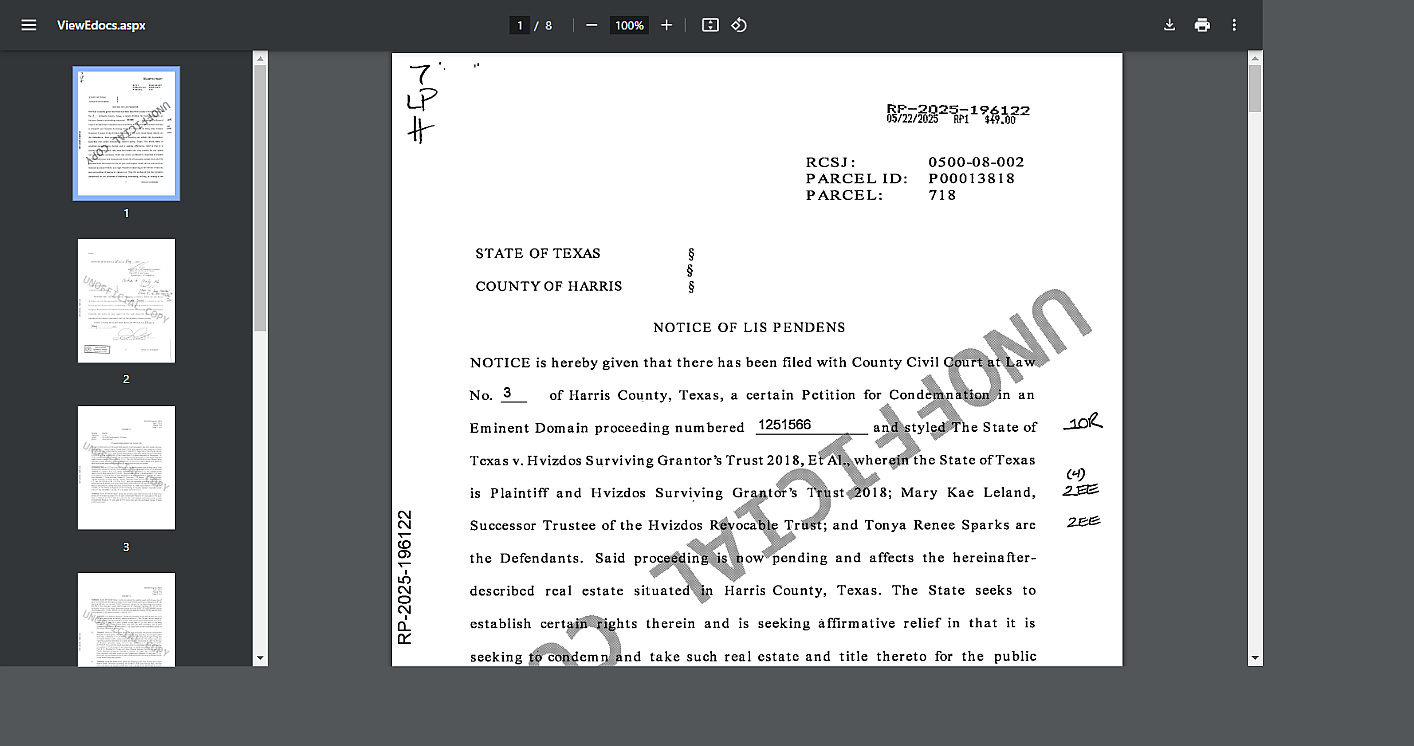 ViewEdocs.aspx
1 / 8
100%
1
2
3
7
LP
RP-2025-196122
05/22/2025 RP1 $49.00
RCSJ: 0500-08-002
PARCEL ID: P00013818
PARCEL: 718
STATE OF TEXAS §
§
COUNTY OF HARRIS §
NOTICE OF LIS PENDENS
NOTICE is hereby given that there has been filed with County Civil Court at Law
No. 3 of Harris County, Texas, a certain Petition for Condemnation in an
Eminent Domain proceeding numbered 1251566 and styled The State of
Texas v. Hvizdos Surviving Grantor's Trust 2018, Et Al., wherein the State of Texas
is Plaintiff and Hvizdos Surviving Grantor's Trust 2018; Mary Kae Leland,
Successor Trustee of the Hvizdos Revocable Trust; and Tonya Renee Sparks are
the Defendants. Said proceeding is now pending and affects the hereinafter-
described real estate situated in Harris County, Texas. The State seeks to
establish certain rights therein and is seeking affirmative relief in that it is
seeking to condemn and take such real estate and title thereto for the public
10R
(4)
2EE
2EE
RP-2025-196122
UNOFFICIAL
CO